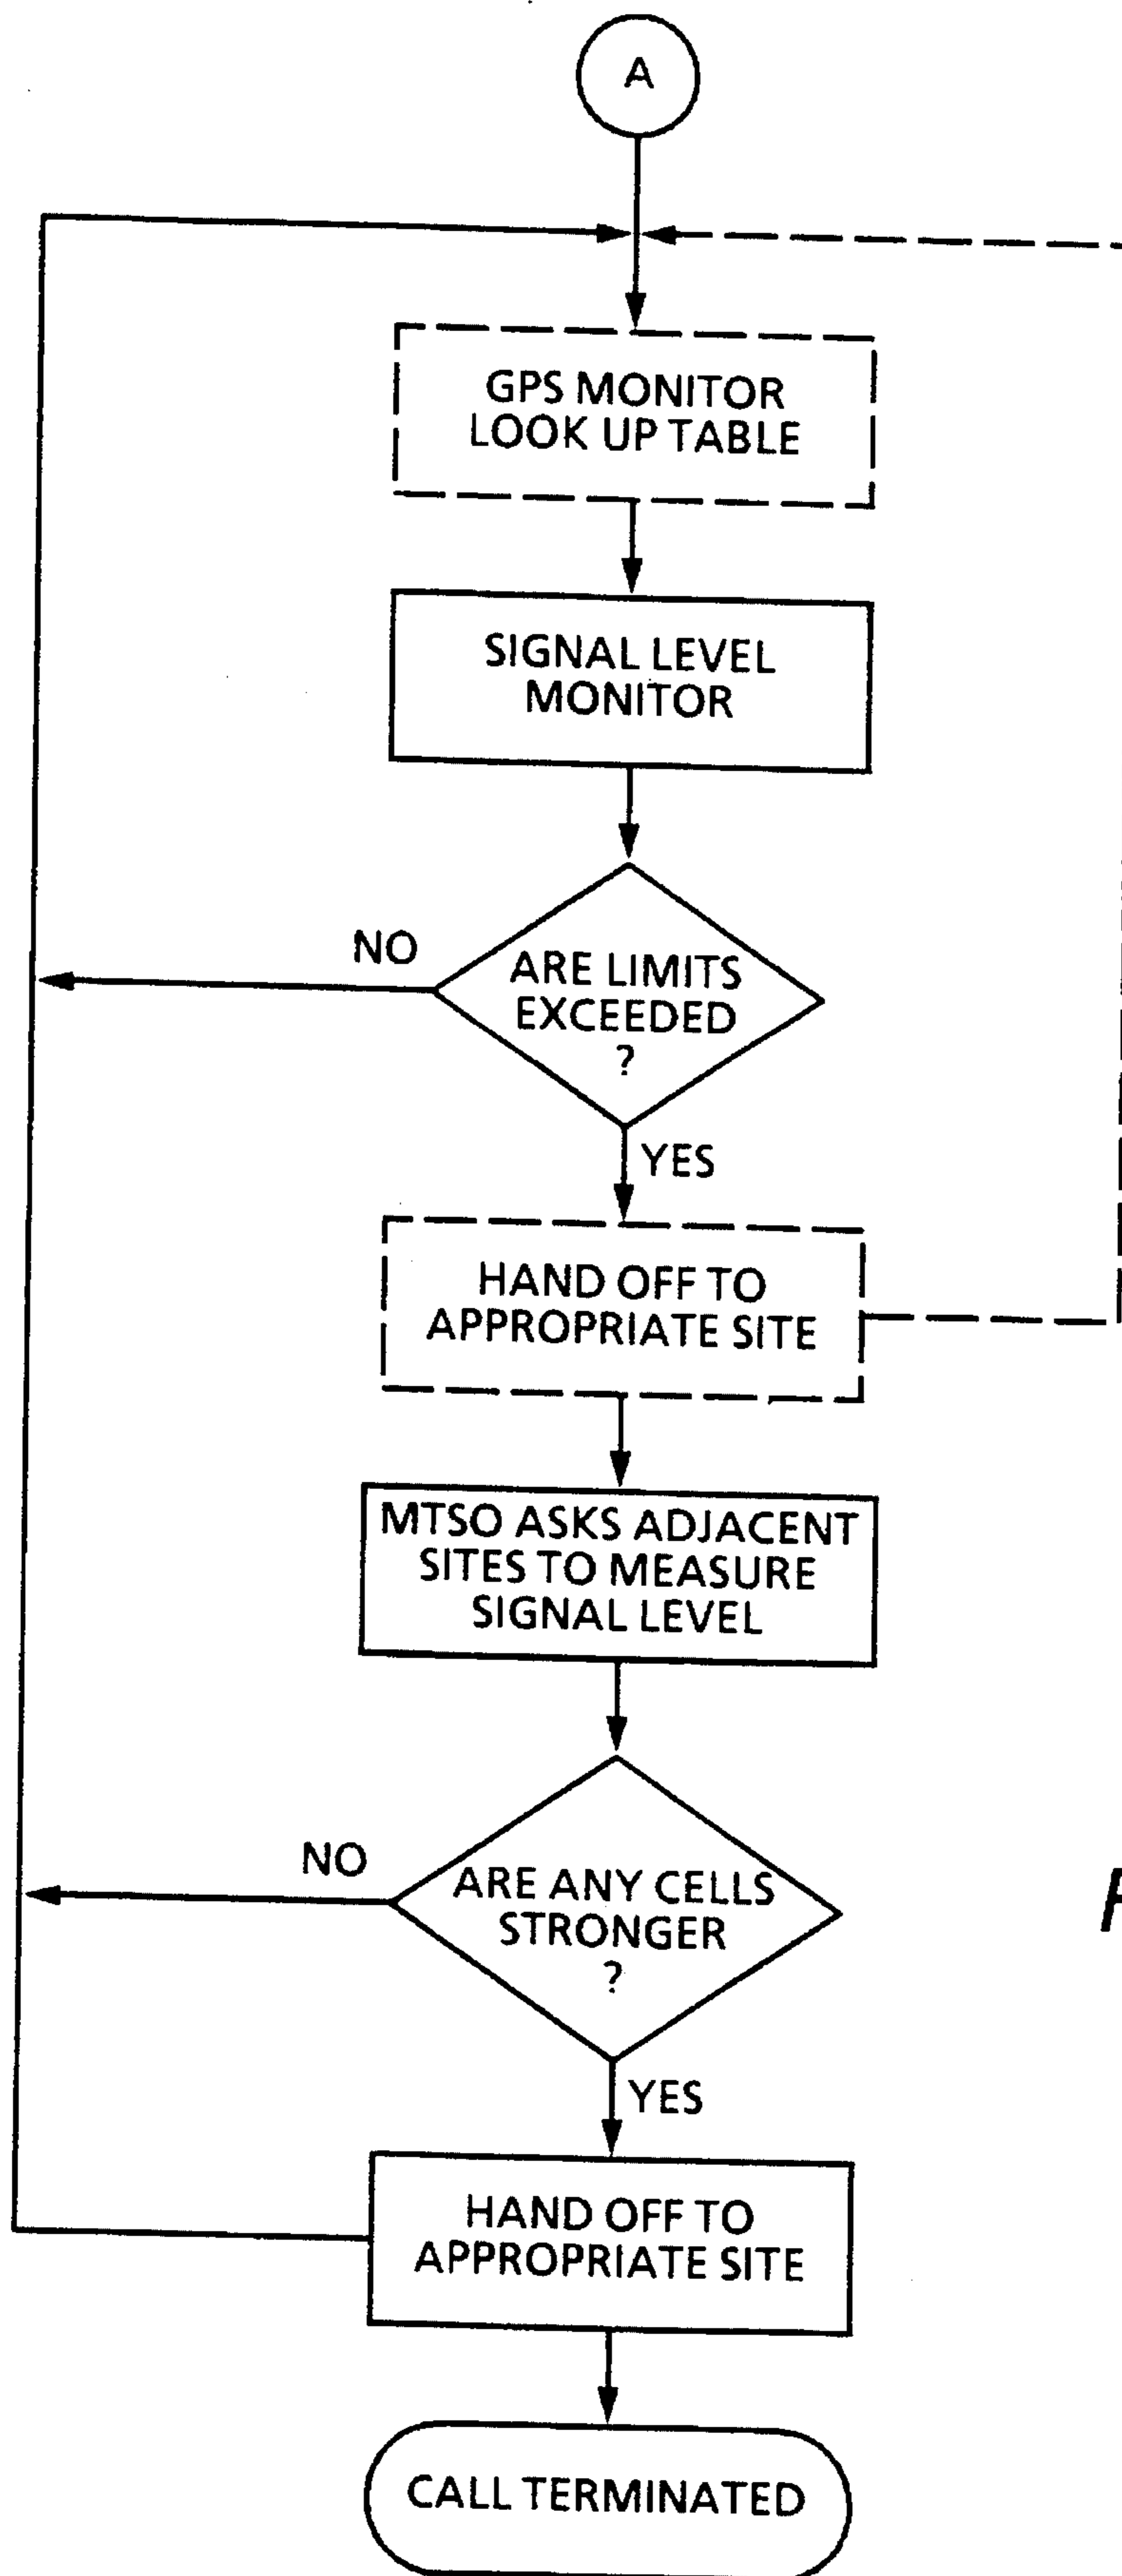 A
GPS MONITOR
LOOK UP TABLE
SIGNAL LEVEL
MONITOR
NO
ARE LIMITS
EXCEEDED
?
YES
HAND OFF TO
APPROPRIATE SITE
MTSO ASKS ADJACENT
SITES TO MEASURE
SIGNAL LEVEL
NO
ARE ANY CELLS
STRONGER
?
YES
HAND OFF TO
APPROPRIATE SITE
CALL TERMINATED